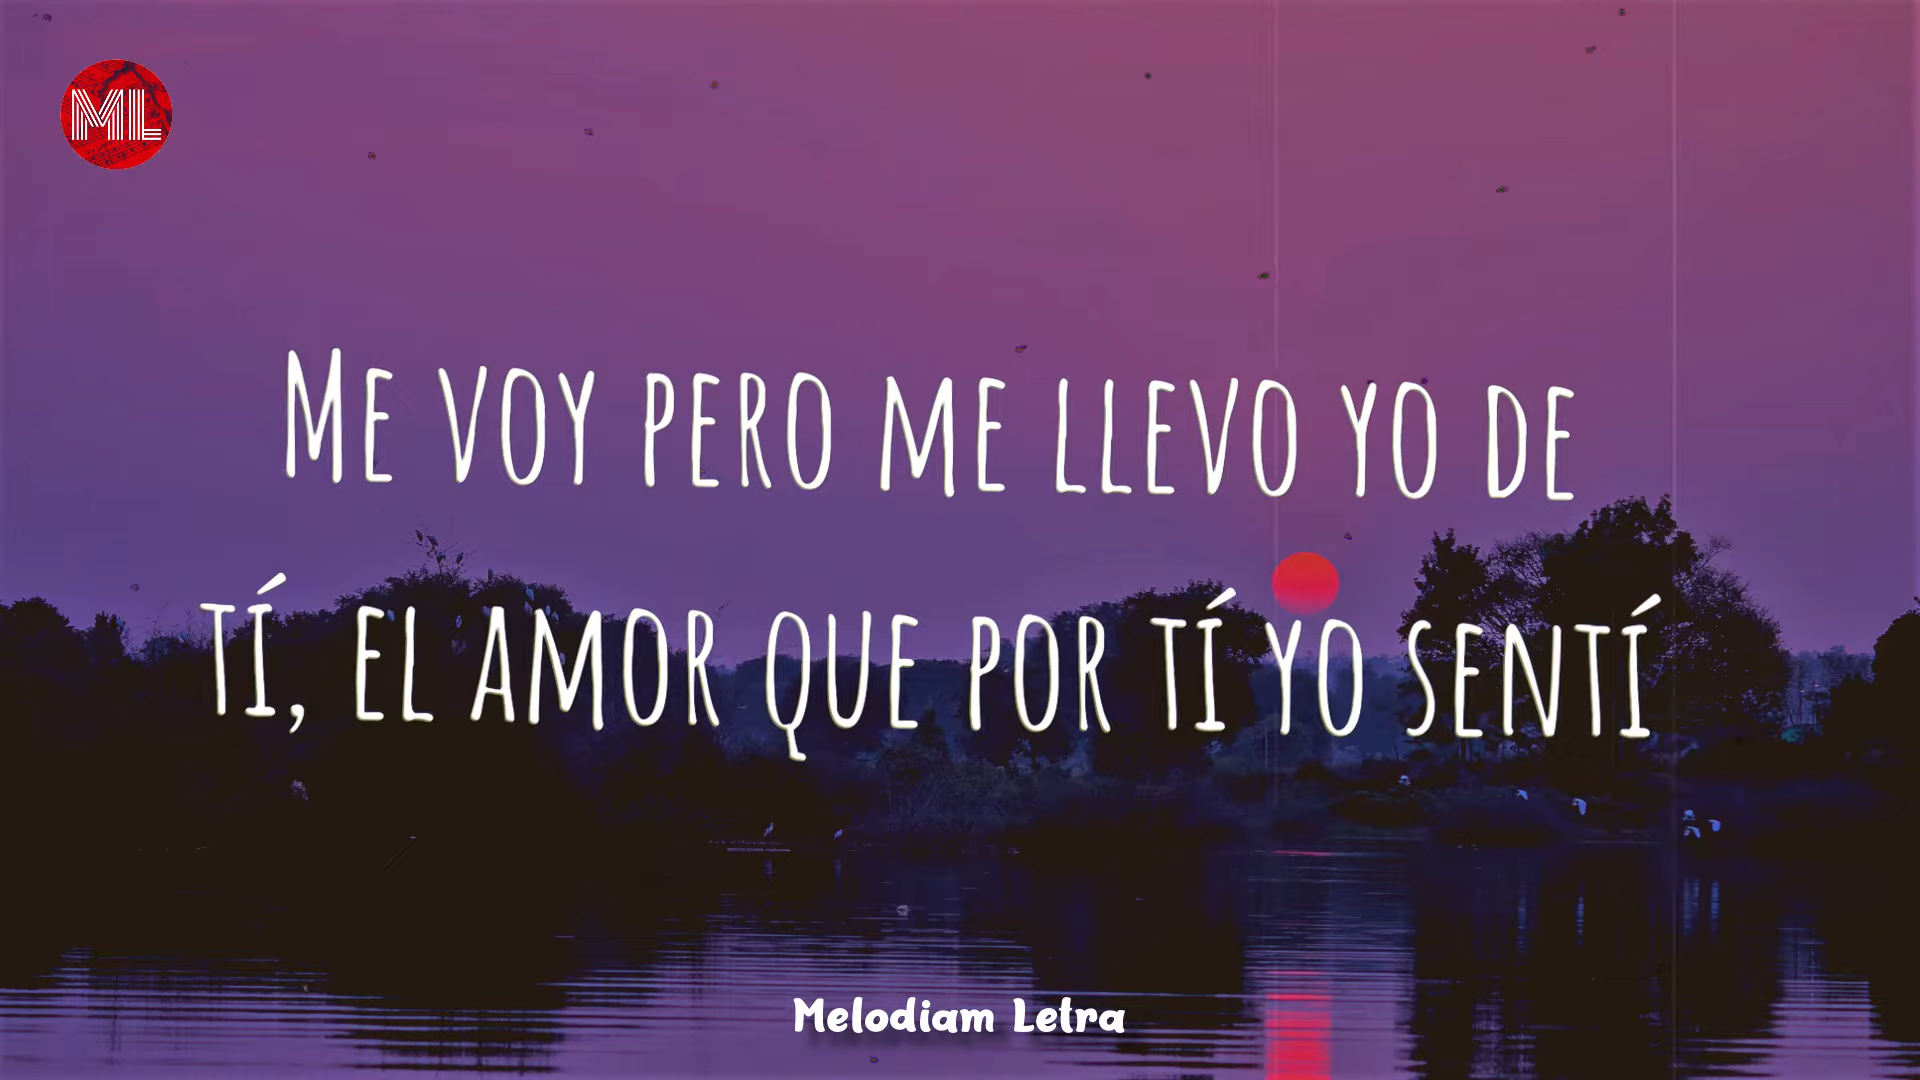 ML
Me voy pero me llevo yo de
tí, el amor que por tí yo sentí
Melodiam Letra